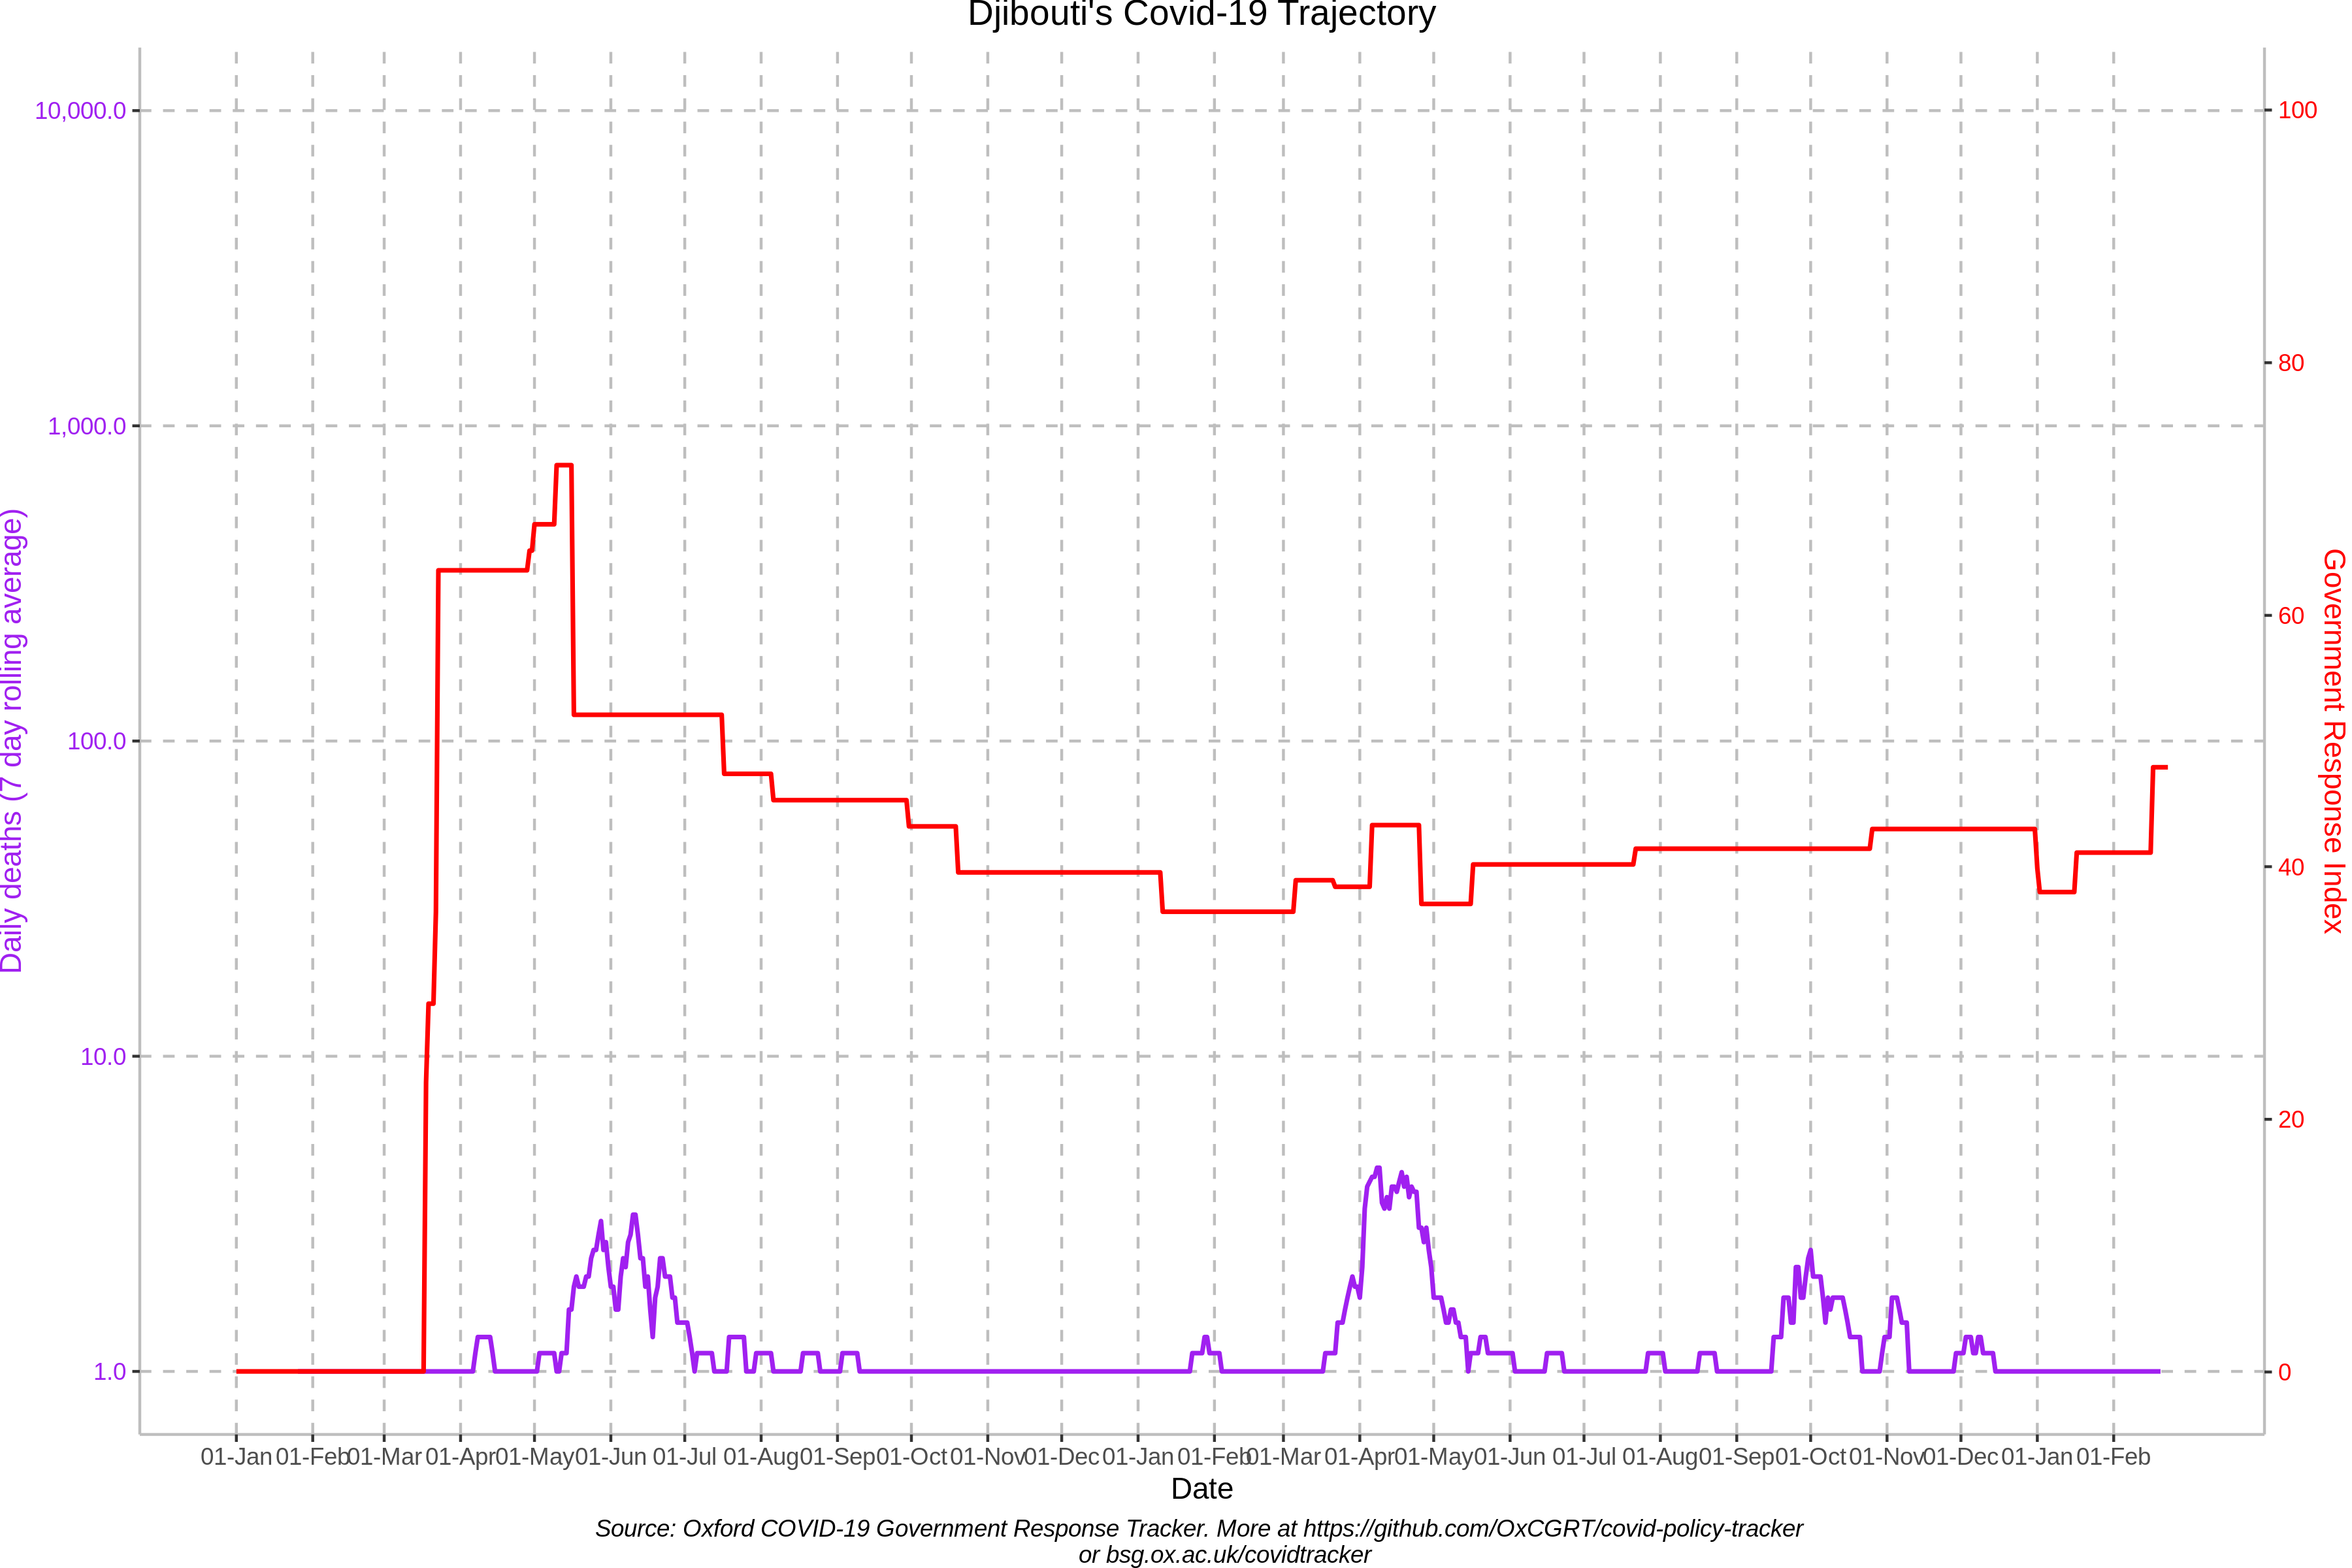 Djibouti's Covid-19 Trajectory
10,000.0
1,000.0
100.0
10.0
1.0
Daily deaths (7 day rolling average)
100
80
60
40
20
0
Government Response Index
01-Jan 01-Feb 01-Mar 01-Apr 01-May 01-Jun 01-Jul 01-Aug 01-Sep 01-Oct 01-Nov 01-Dec 01-Jan 01-Feb 01-Mar 01-Apr 01-May 01-Jun 01-Jul 01-Aug 01-Sep 01-Oct 01-Nov 01-Dec 01-Jan 01-Feb
Date
Source: Oxford COVID-19 Government Response Tracker. More at https://github.com/OxCGRT/covid-policy-tracker
or bsg.ox.ac.uk/covidtracker